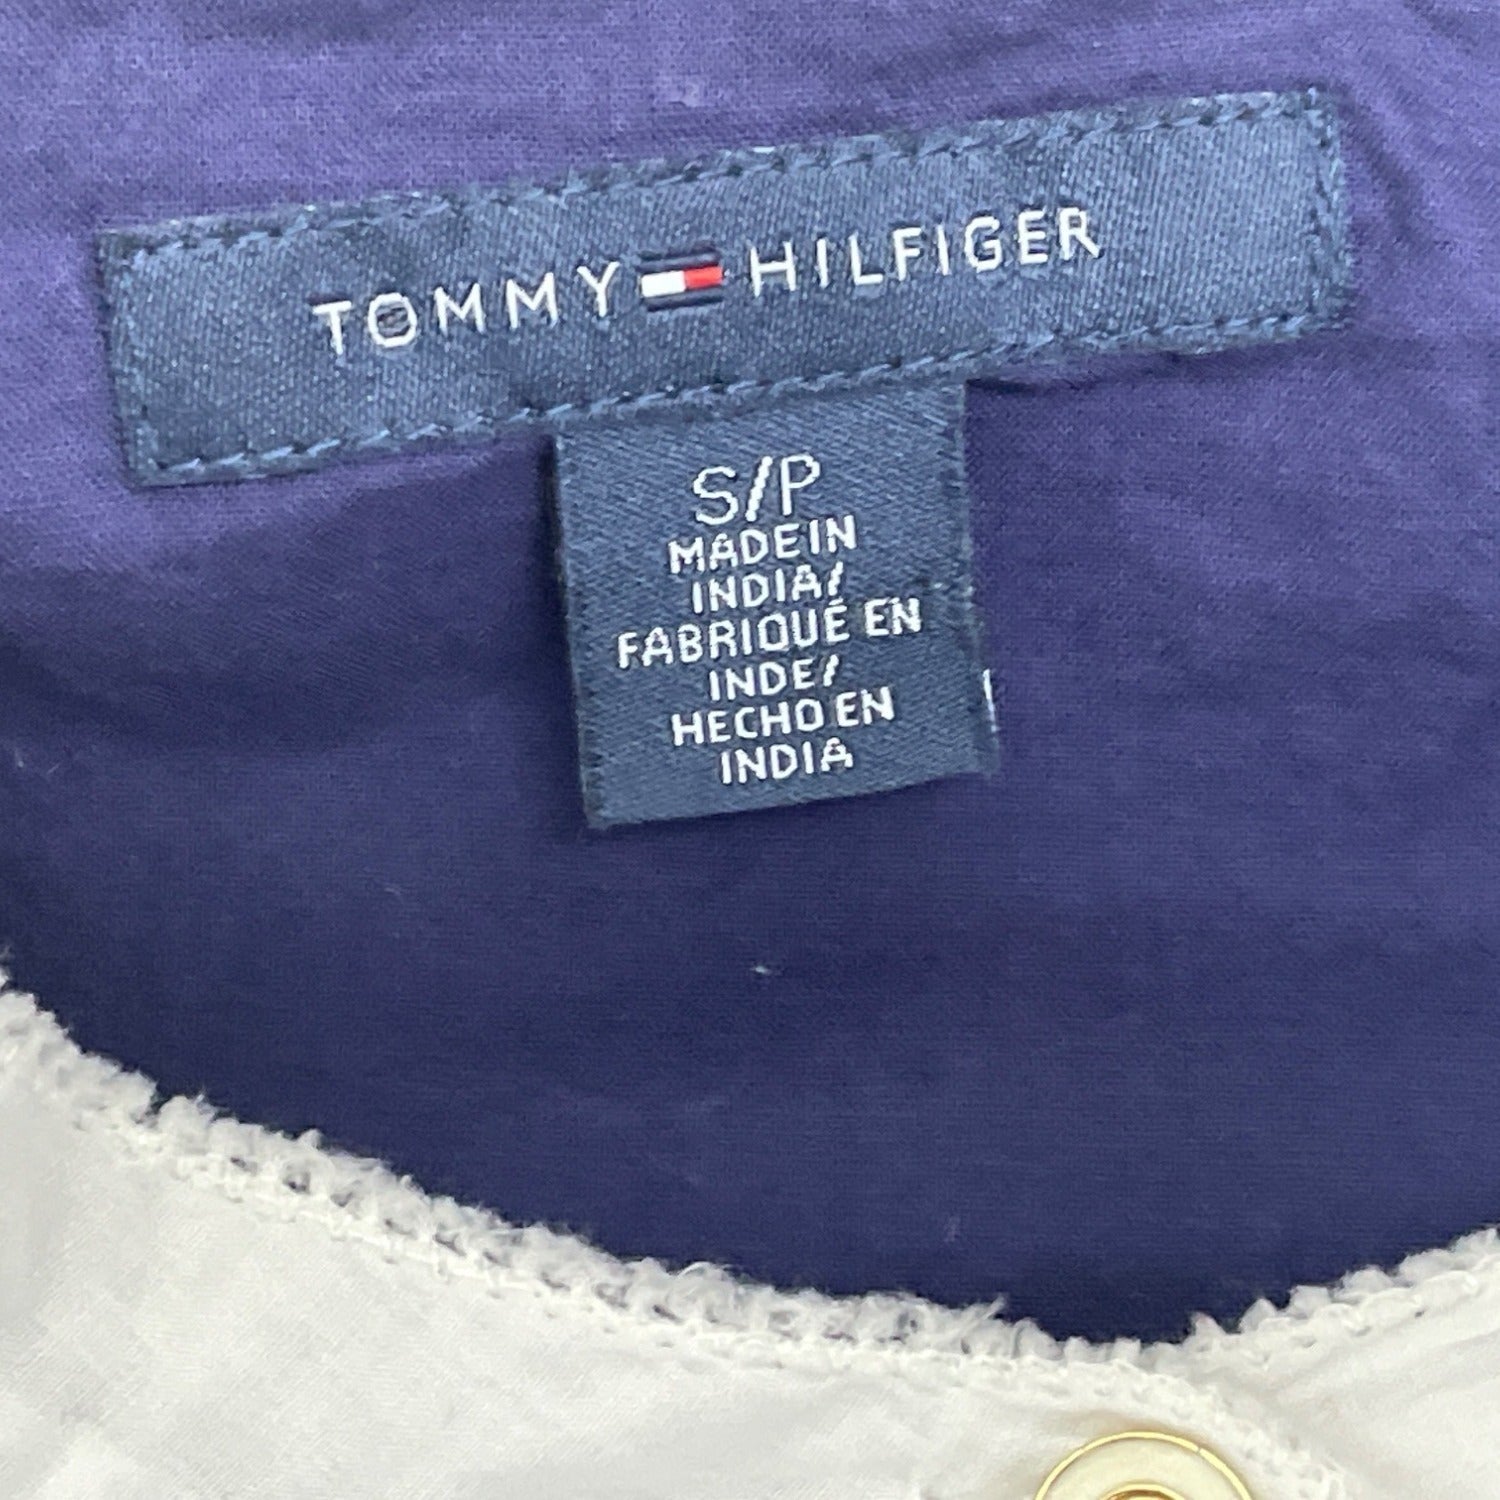 TOMMY HILFIGER
S/P
MADE IN
INDIA/
FABRIQUÉ EN
INDE/
HECHO EN
INDIA